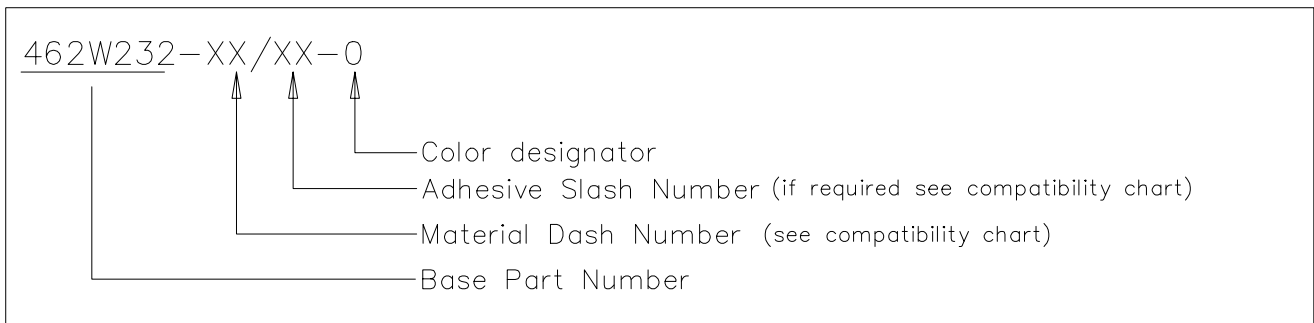 462W232-XX/XX-0
Color designator
Adhesive Slash Number (if required see compatibility chart)
Material Dash Number (see compatibility chart)
Base Part Number